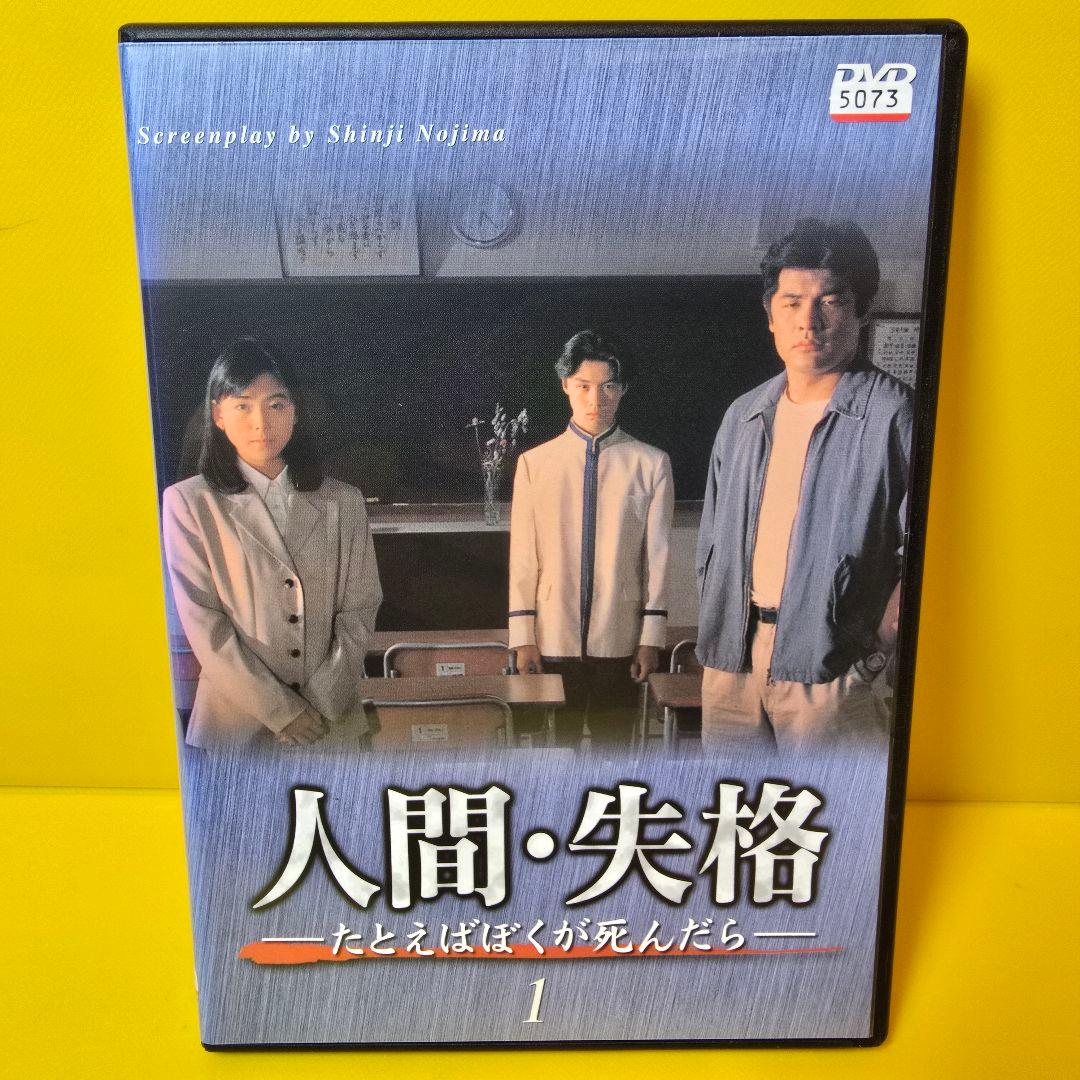 DVD
5073
Screenplay by Shinji Nojima
人間・失格
―たとえばぼくが死んだら―
1